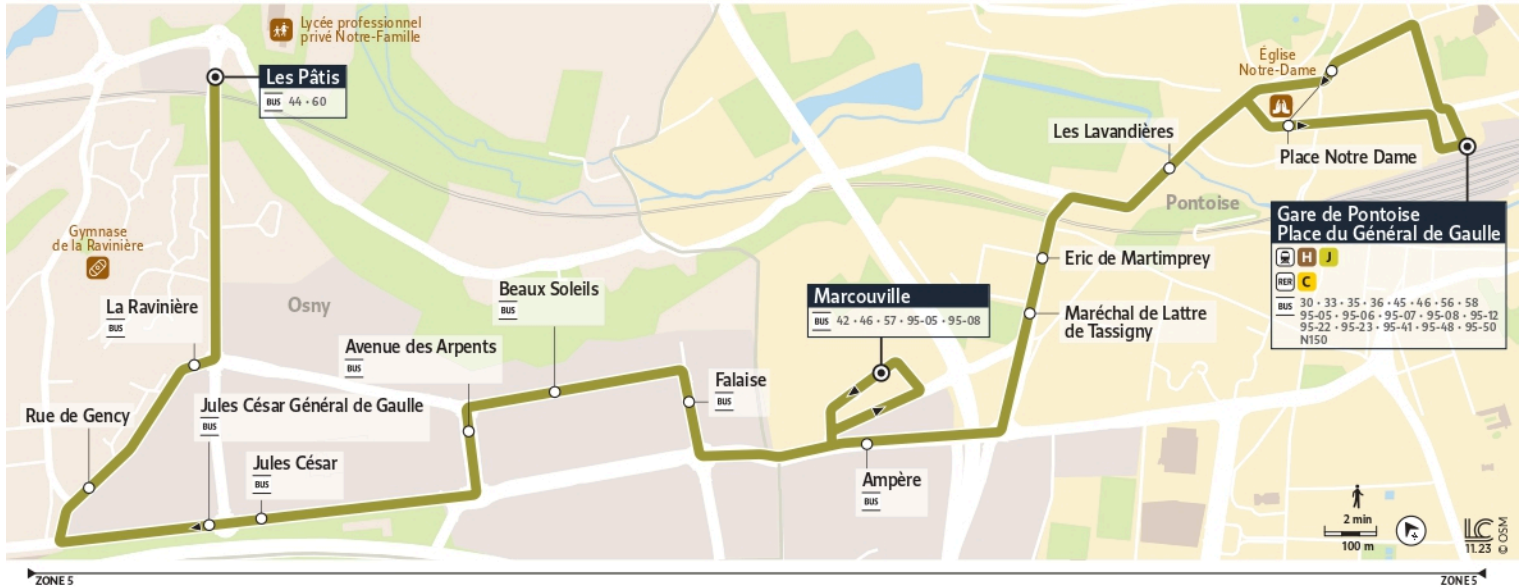 Lycée professionnel
privé Notre-Famille
Les Pâtis
BUS 44 • 60
Église
Notre-Dame
Les Lavandières
Place Notre Dame
Pontoise
Gare de Pontoise
Place du Général de Gaulle
H J
RER C
BUS 30 • 33 • 35 • 36 • 45 • 46 • 56 • 58
95-05 • 95-06 • 95-07 • 95-08 • 95-12
95-22 • 95-23 • 95-41 • 95-48 • 95-50
N150
Gymnase
de la Ravinière
La Ravinière
BUS
Osny
Beaux Soleils
BUS
Marcouville
BUS 42 • 46 • 57 • 95-05 • 95-08
Eric de Martimprey
Maréchal de Lattre
de Tassigny
Avenue des Arpents
BUS
Falaise
BUS
Rue de Gency
Jules César Général de Gaulle
BUS
Jules César
BUS
Ampère
BUS
2 min
100 m
LC
11.23
© OSM
ZONE 5
ZONE 5